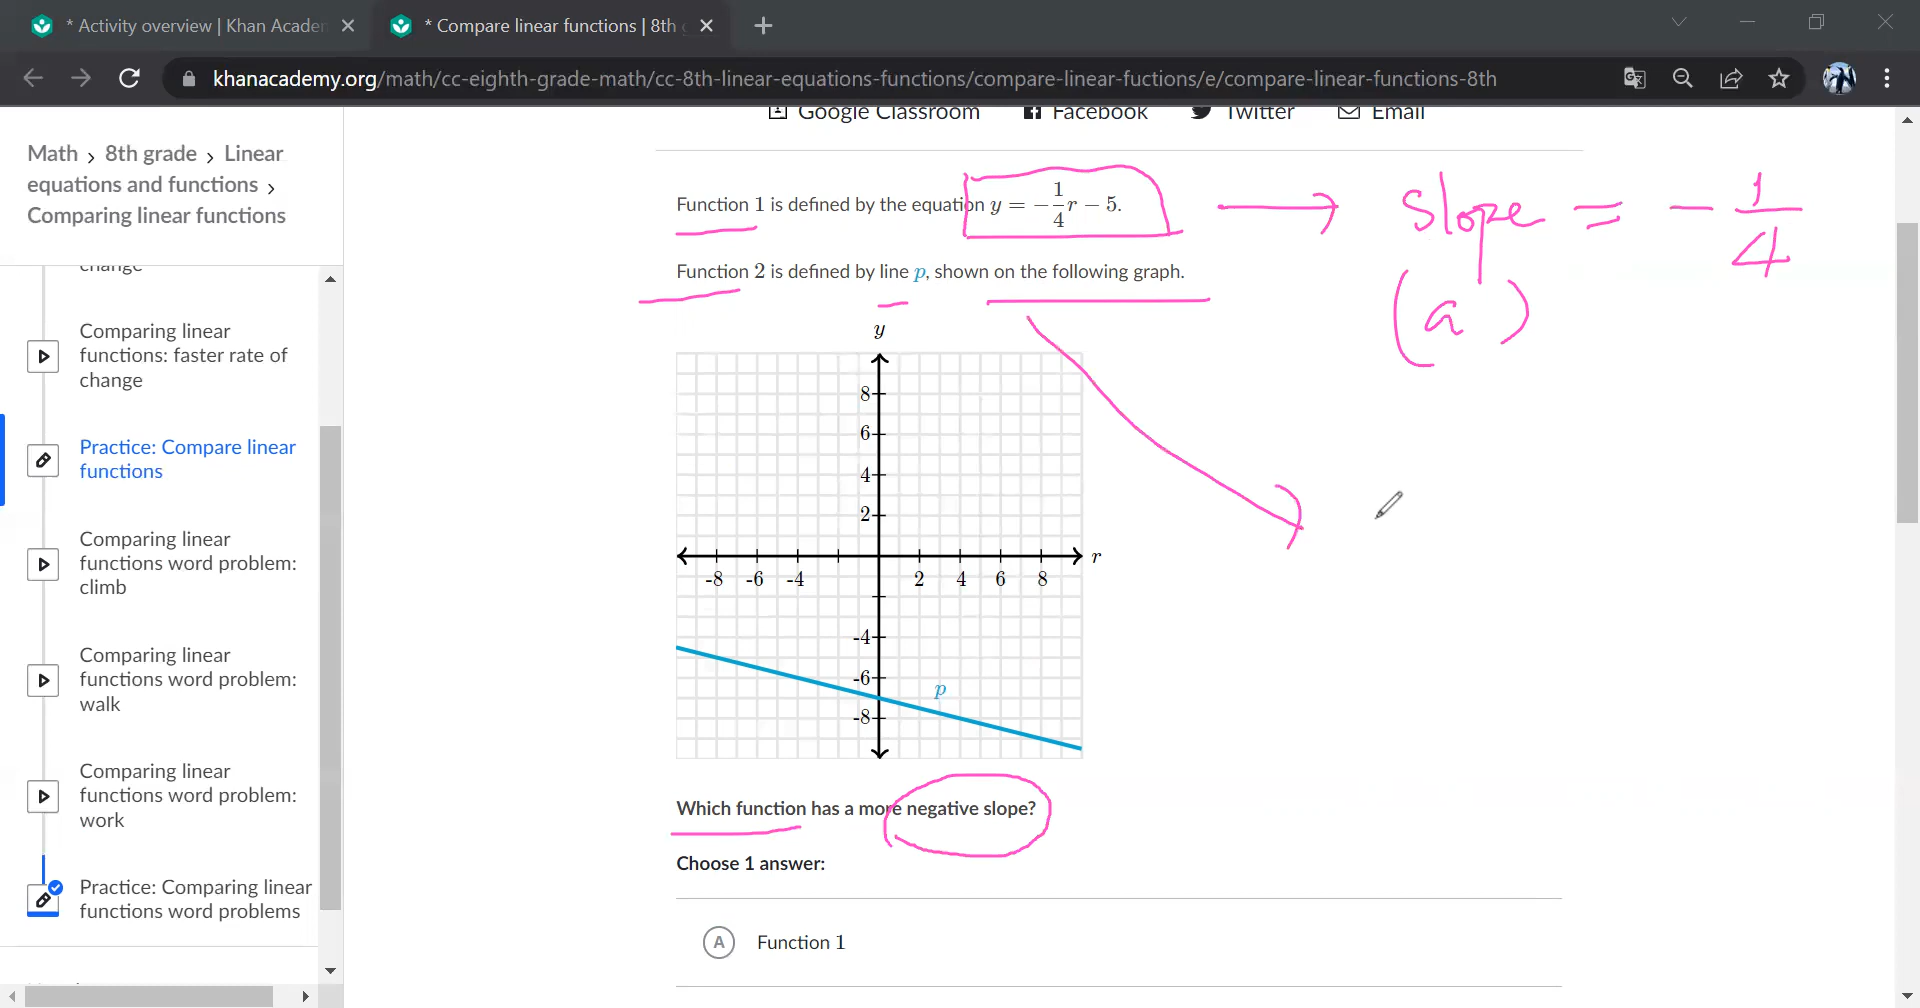 * Activity overview | Khan Acaden
* Compare linear functions | 8th g
khanacademy.org/math/cc-eighth-grade-math/cc-8th-linear-equations-functions/compare-linear-fuctions/e/compare-linear-functions-8th
Google Classroom Facebook Twitter Email
Math > 8th grade > Linear
equations and functions >
Comparing linear functions
change
Comparing linear
functions: faster rate of
change
Practice: Compare linear
functions
Comparing linear
functions word problem:
climb
Comparing linear
functions word problem:
walk
Comparing linear
functions word problem:
work
Practice: Comparing linear
functions word problems
Function 1 is defined by the equation y = -1/4 r - 5.
slope = - 1/4
(a)
Function 2 is defined by line p, shown on the following graph.
y
8
6
4
2
r
-8 -6 -4 2 4 6 8
-4
-6
p
-8
Which function has a more negative slope?
Choose 1 answer:
A Function 1